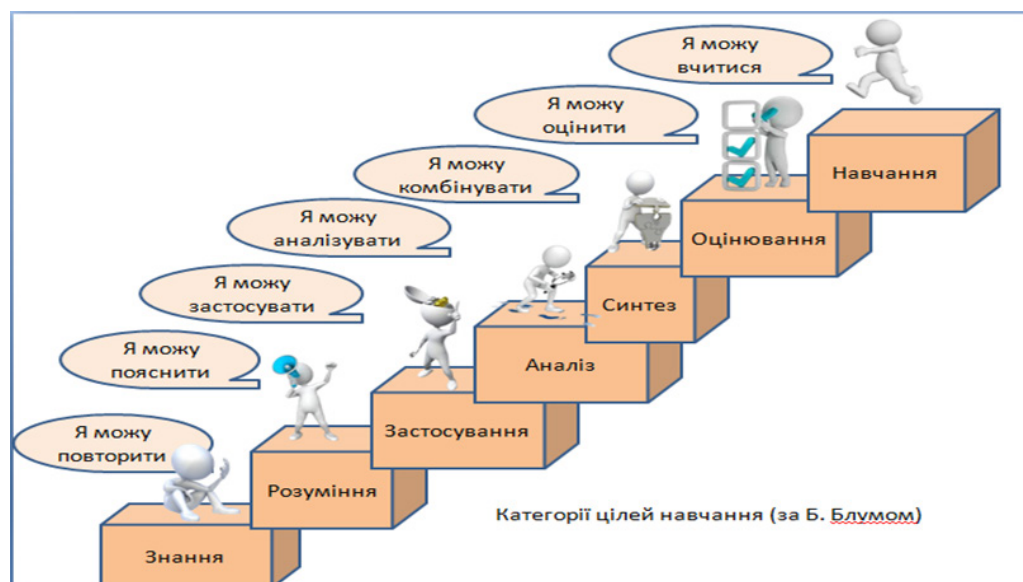 Я можу
вчитися
Я можу
оцінити
Я можу
комбінувати
Я можу
аналізувати
Я можу
застосувати
Я можу
пояснити
Я можу
повторити
Навчання
Оцінювання
Синтез
Аналіз
Застосування
Розуміння
Знання
Категорії цілей навчання (за Б. Блумом)